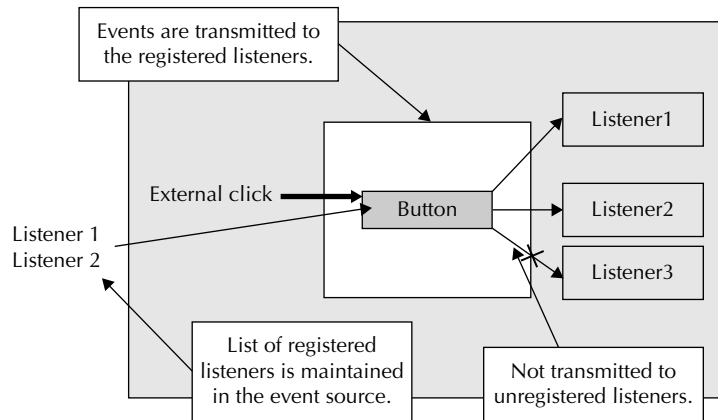 Events are transmitted to
the registered listeners.
Listener1
External click
Button
Listener2
Listener 1
Listener 2
Listener3
List of registered
listeners is maintained
in the event source.
Not transmitted to
unregistered listeners.